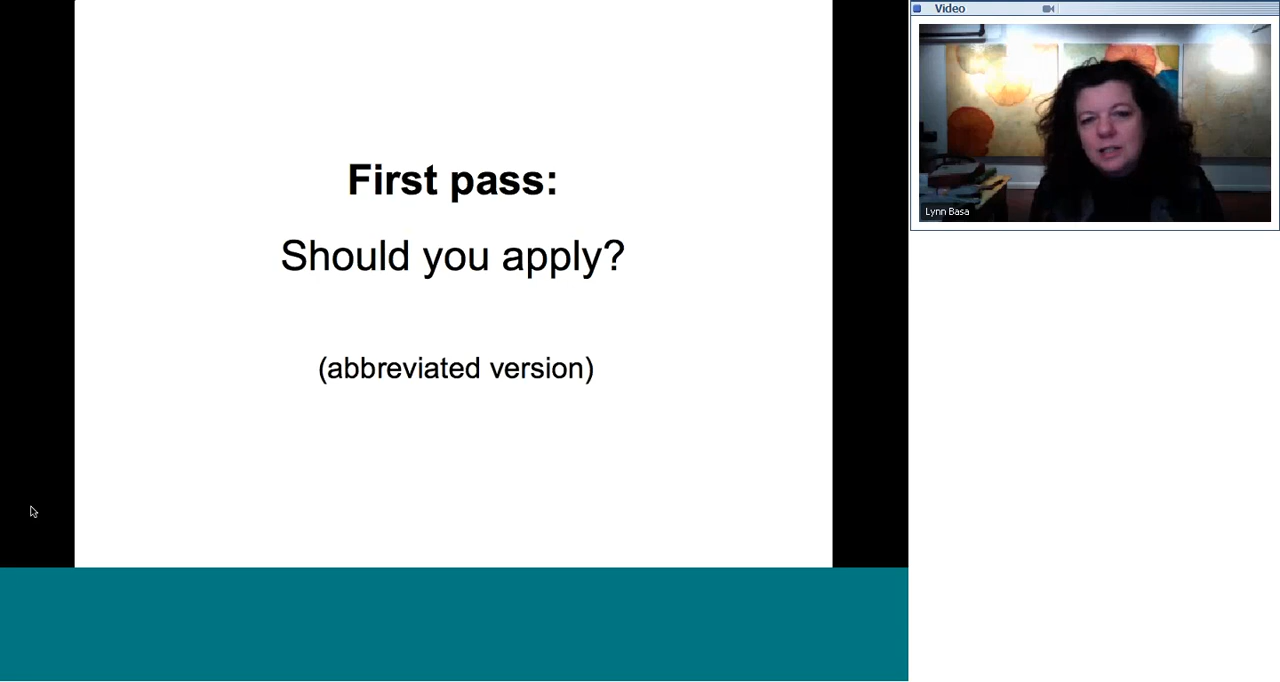 First pass:
Should you apply?
(abbreviated version)
Video
Lynn Basa